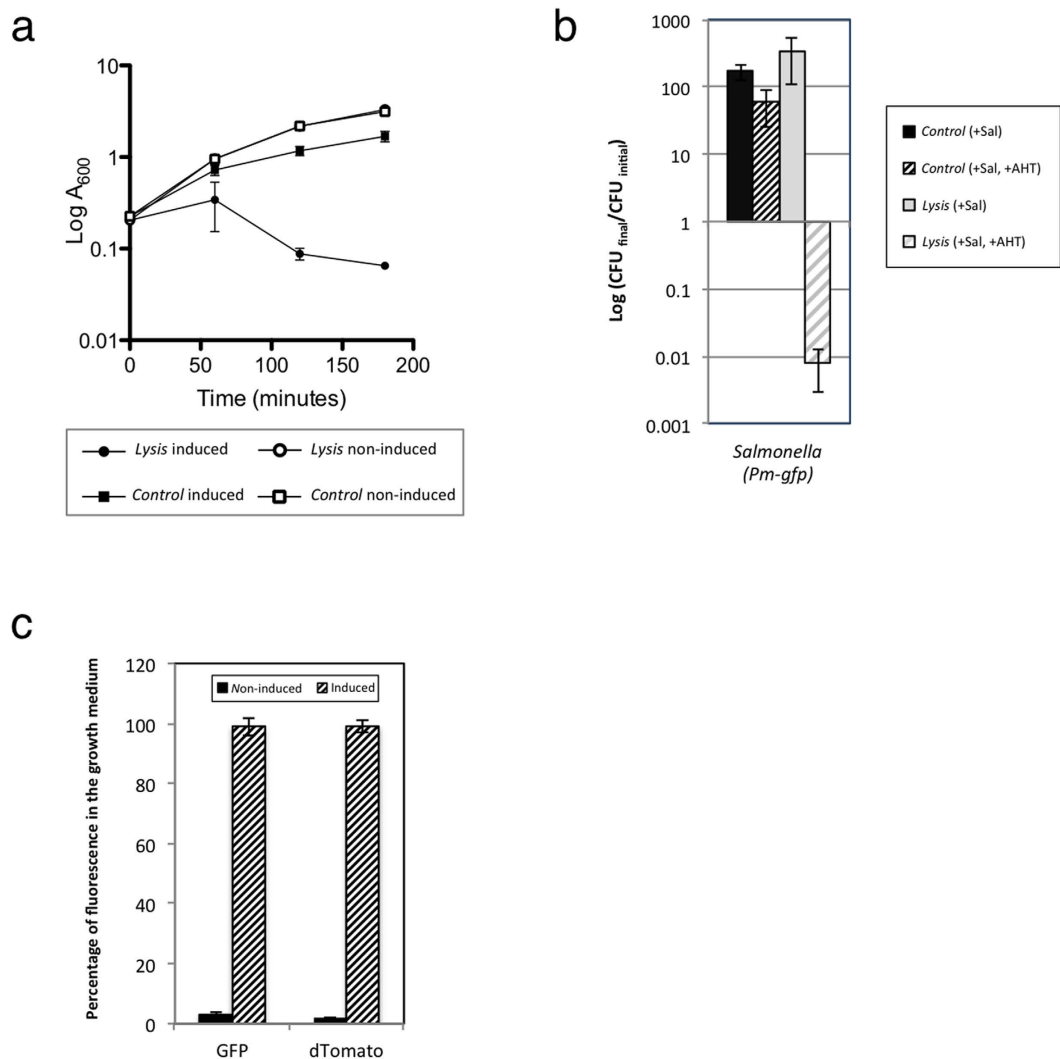 a
10
1
0.1
0.01
Log A600
0 50 100 150 200
Time (minutes)
Lysis induced Lysis non-induced
Control induced Control non-induced
b
1000
100
10
1
0.1
0.01
0.001
Log (CFU final/CFU initial)
Salmonella
(Pm-gfp)
Control (+Sal)
Control (+Sal, +AHT)
Lysis (+Sal)
Lysis (+Sal, +AHT)
c
Percentage of fluorescence in the growth medium
120
100
80
60
40
20
0
Non-induced Induced
GFP dTomato